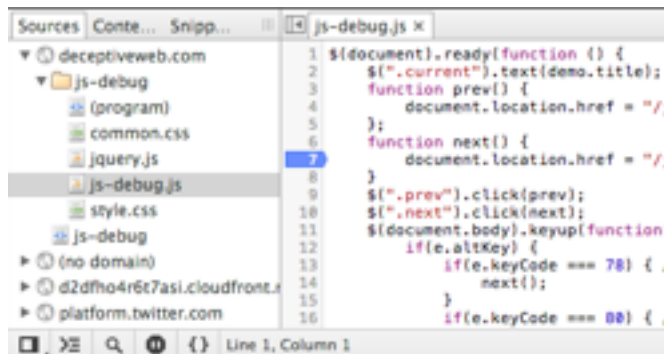 Sources Conte... Snipp...
deceptiveweb.com
js-debug
(program)
common.css
jquery.js
js-debug.js
style.css
js-debug
(no domain)
d2dfho4r6t7asi.cloudfront.
platform.twitter.com
js-debug.js ×
1 $(document).ready(function () {
2 $(".current").text(demo.title);
3 function prev() {
4 document.location.href = "/
5 };
6 function next() {
7 document.location.href = "/
8 }
9 $(".prev").click(prev);
10 $(".next").click(next);
11 $(document.body).keyup(function
12 if(e.altKey) {
13 if(e.keyCode === 78) { /
14 next();
15 }
16 if(e.keyCode === 80) { /
{} Line 1, Column 1